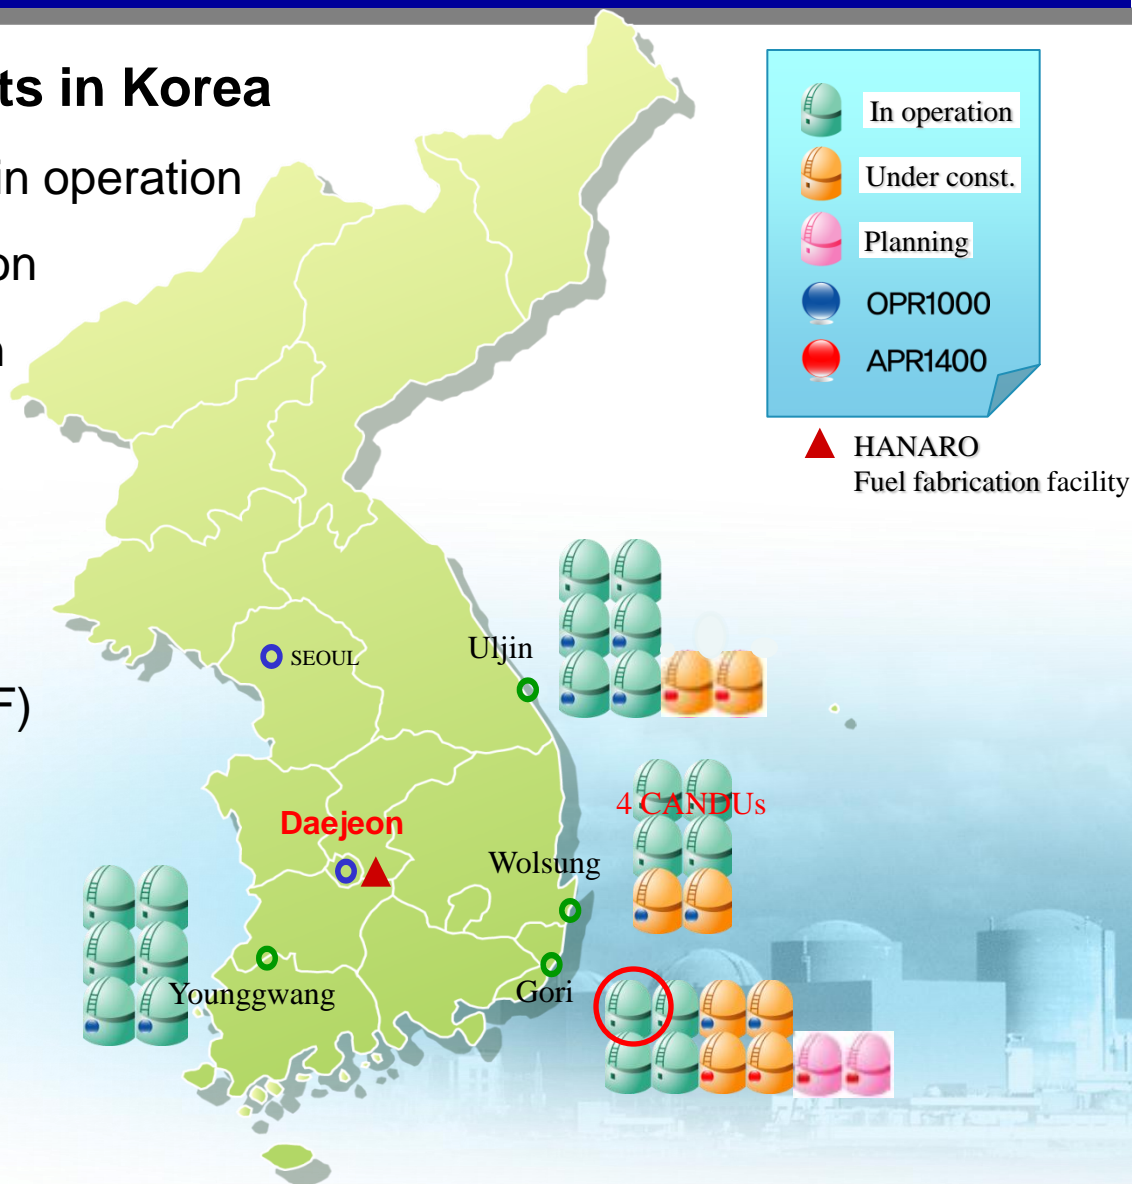 ts in Korea
in operation
on
n
F)
In operation
Under const.
Planning
OPR1000
APR1400
HANARO
Fuel fabrication facility
SEOUL
Uljin
4 CANDUs
Daejeon
Wolsung
Younggwang
Gori